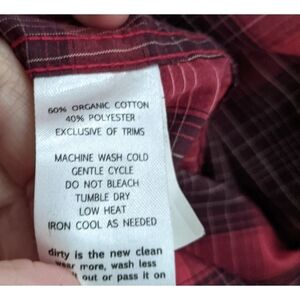 60% ORGANIC COTTON
40% POLYESTER
EXCLUSIVE OF TRIMS
MACHINE WASH COLD
GENTLE CYCLE
DO NOT BLEACH
TUMBLE DRY
LOW HEAT
IRON COOL AS NEEDED
dirty is the new clean
wear more, wash less
out or pass it on